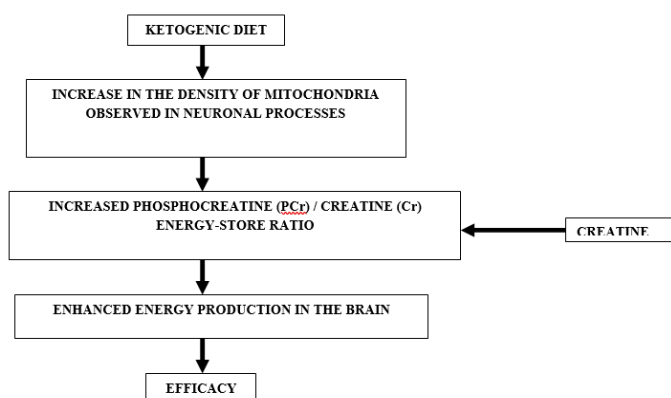 KETOGENIC DIET
INCREASE IN THE DENSITY OF MITOCHONDRIA
OBSERVED IN NEURONAL PROCESSES
INCREASED PHOSPHOCREATINE (PCr) / CREATINE (Cr)
ENERGY-STORE RATIO
CREATINE
ENHANCED ENERGY PRODUCTION IN THE BRAIN
EFFICACY